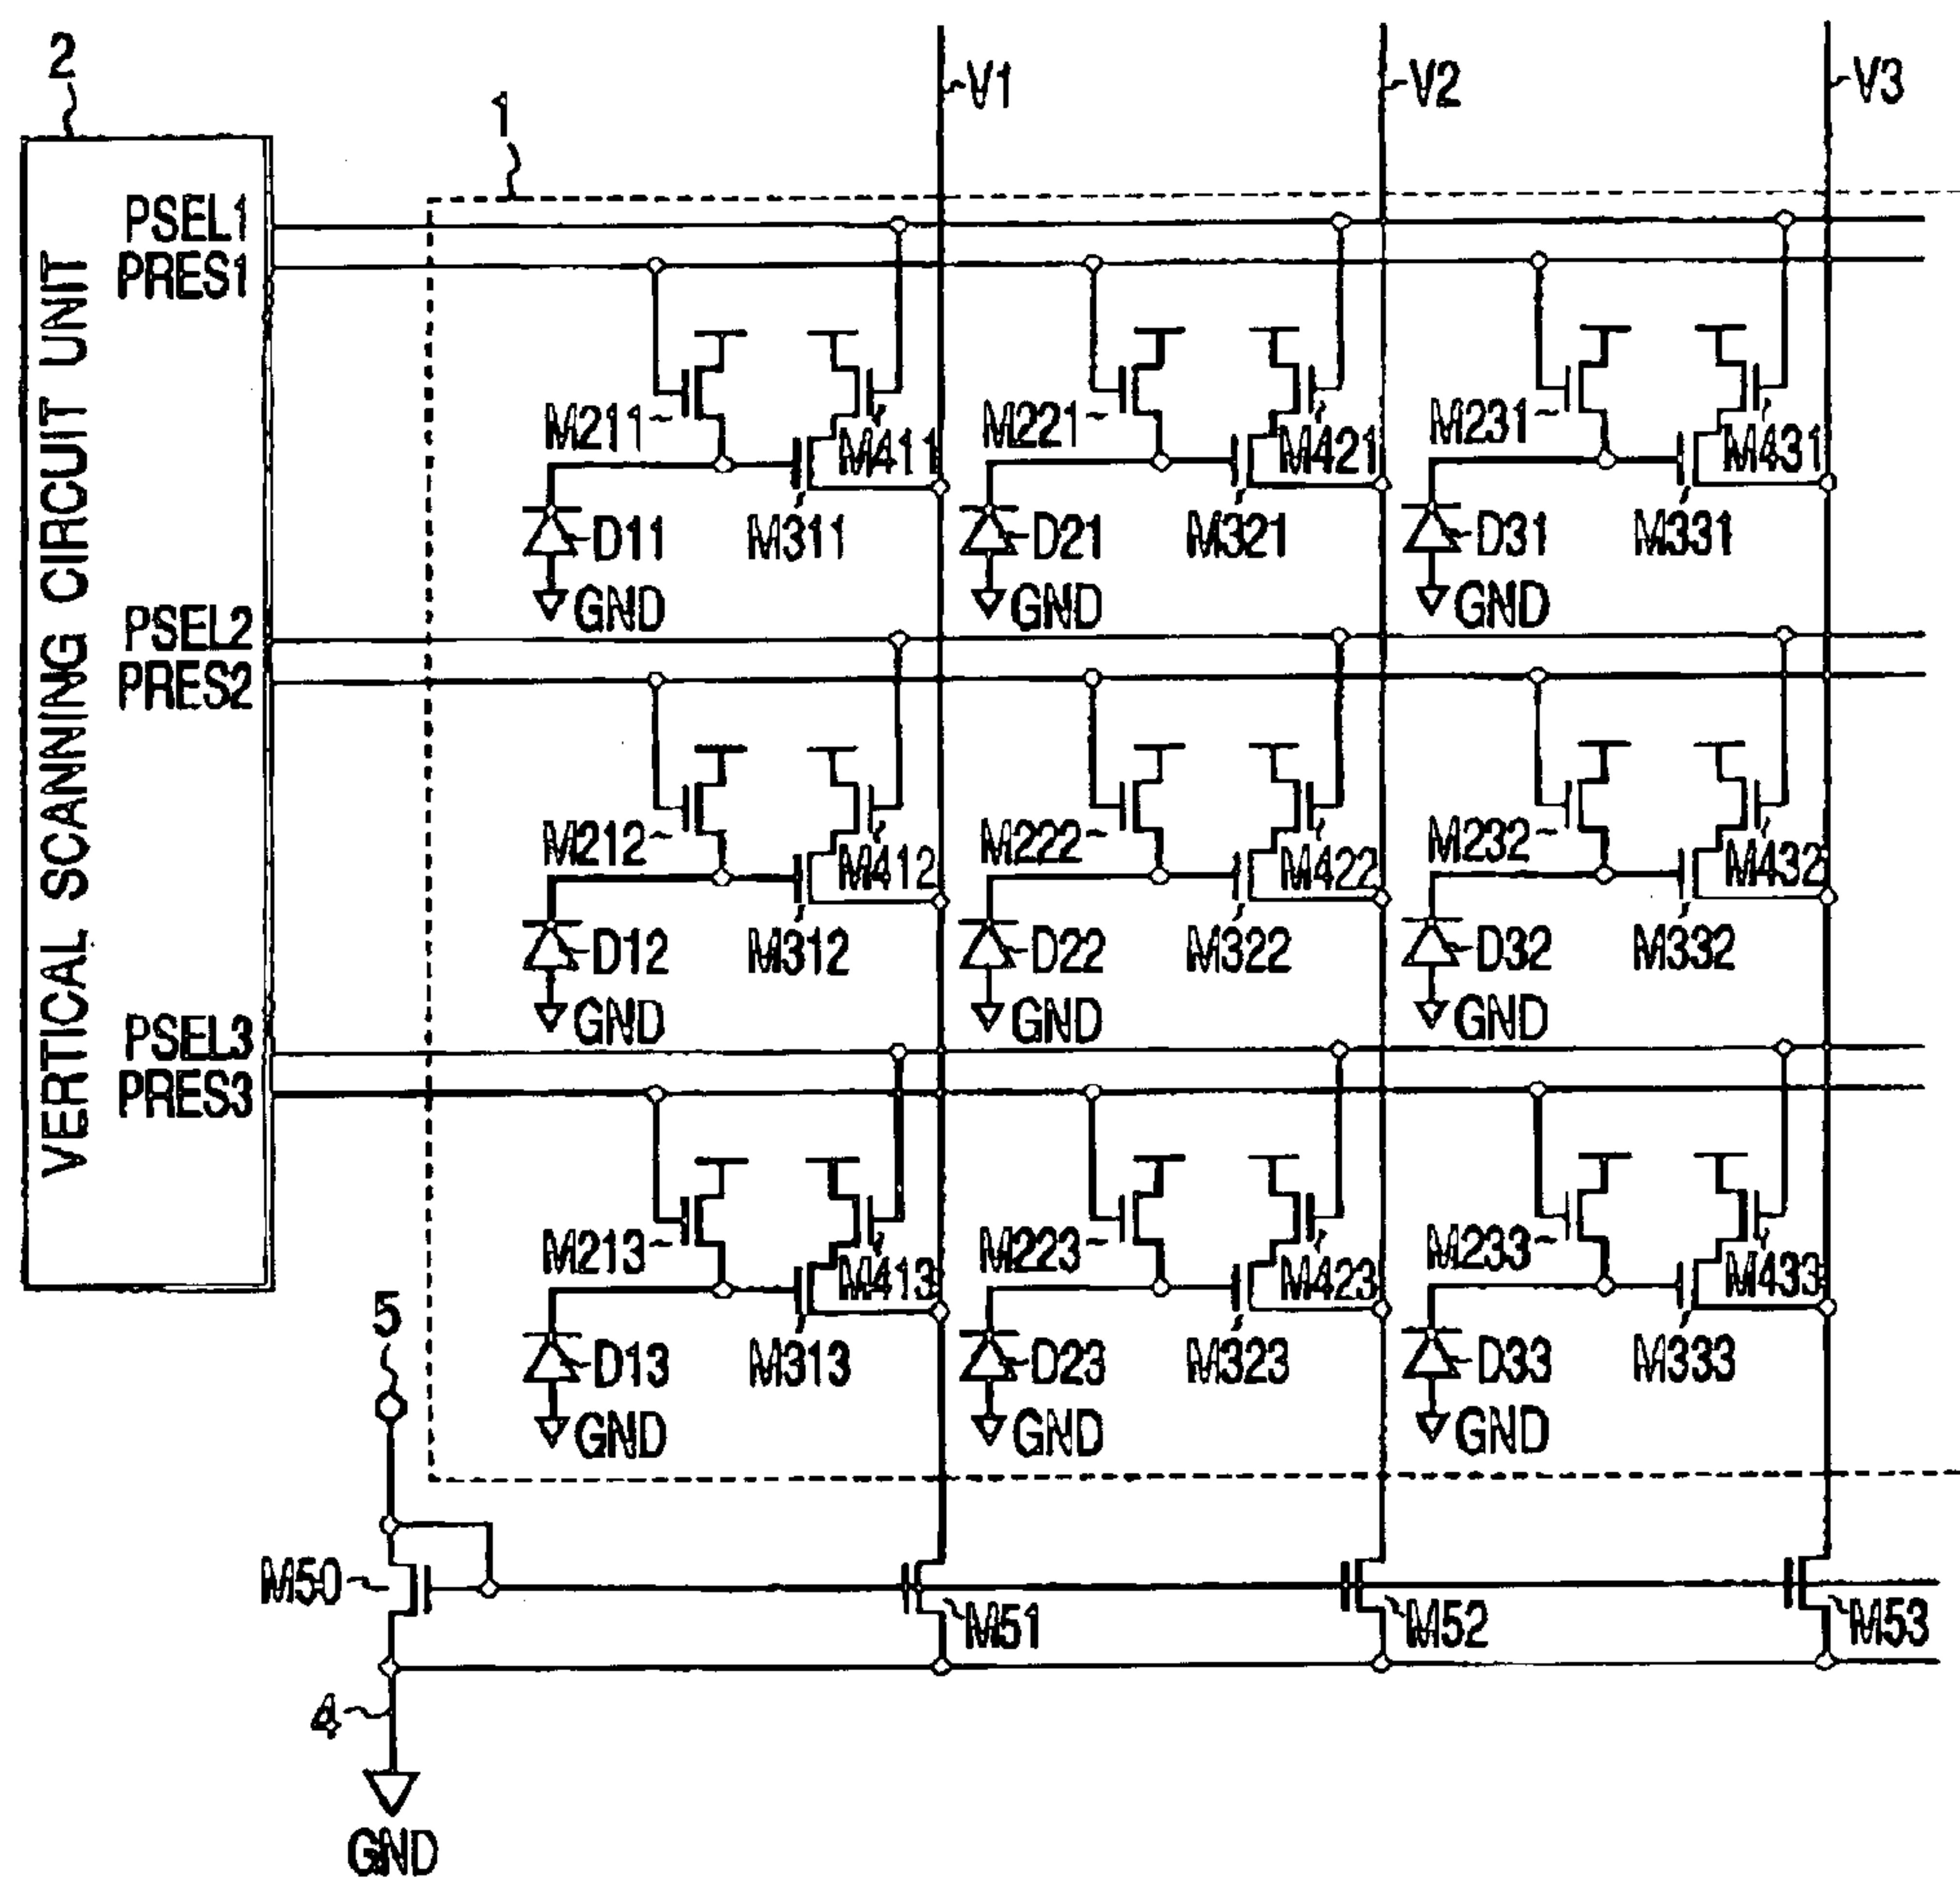 2
1
V1
V2
V3
VERTICAL SCANNING CIRCUIT UNIT
PSEL1
PRES1
M211
M411
M221
M421
M231
M431
D11
M311
D21
M321
D31
M331
GND
GND
GND
PSEL2
PRES2
M212
M412
M222
M422
M232
M432
D12
M312
D22
M322
D32
M332
GND
GND
GND
PSEL3
PRES3
M213
M413
M223
M423
M233
M433
5
D13
M313
D23
M323
D33
M333
GND
GND
GND
M50
M51
M52
M53
4
GND